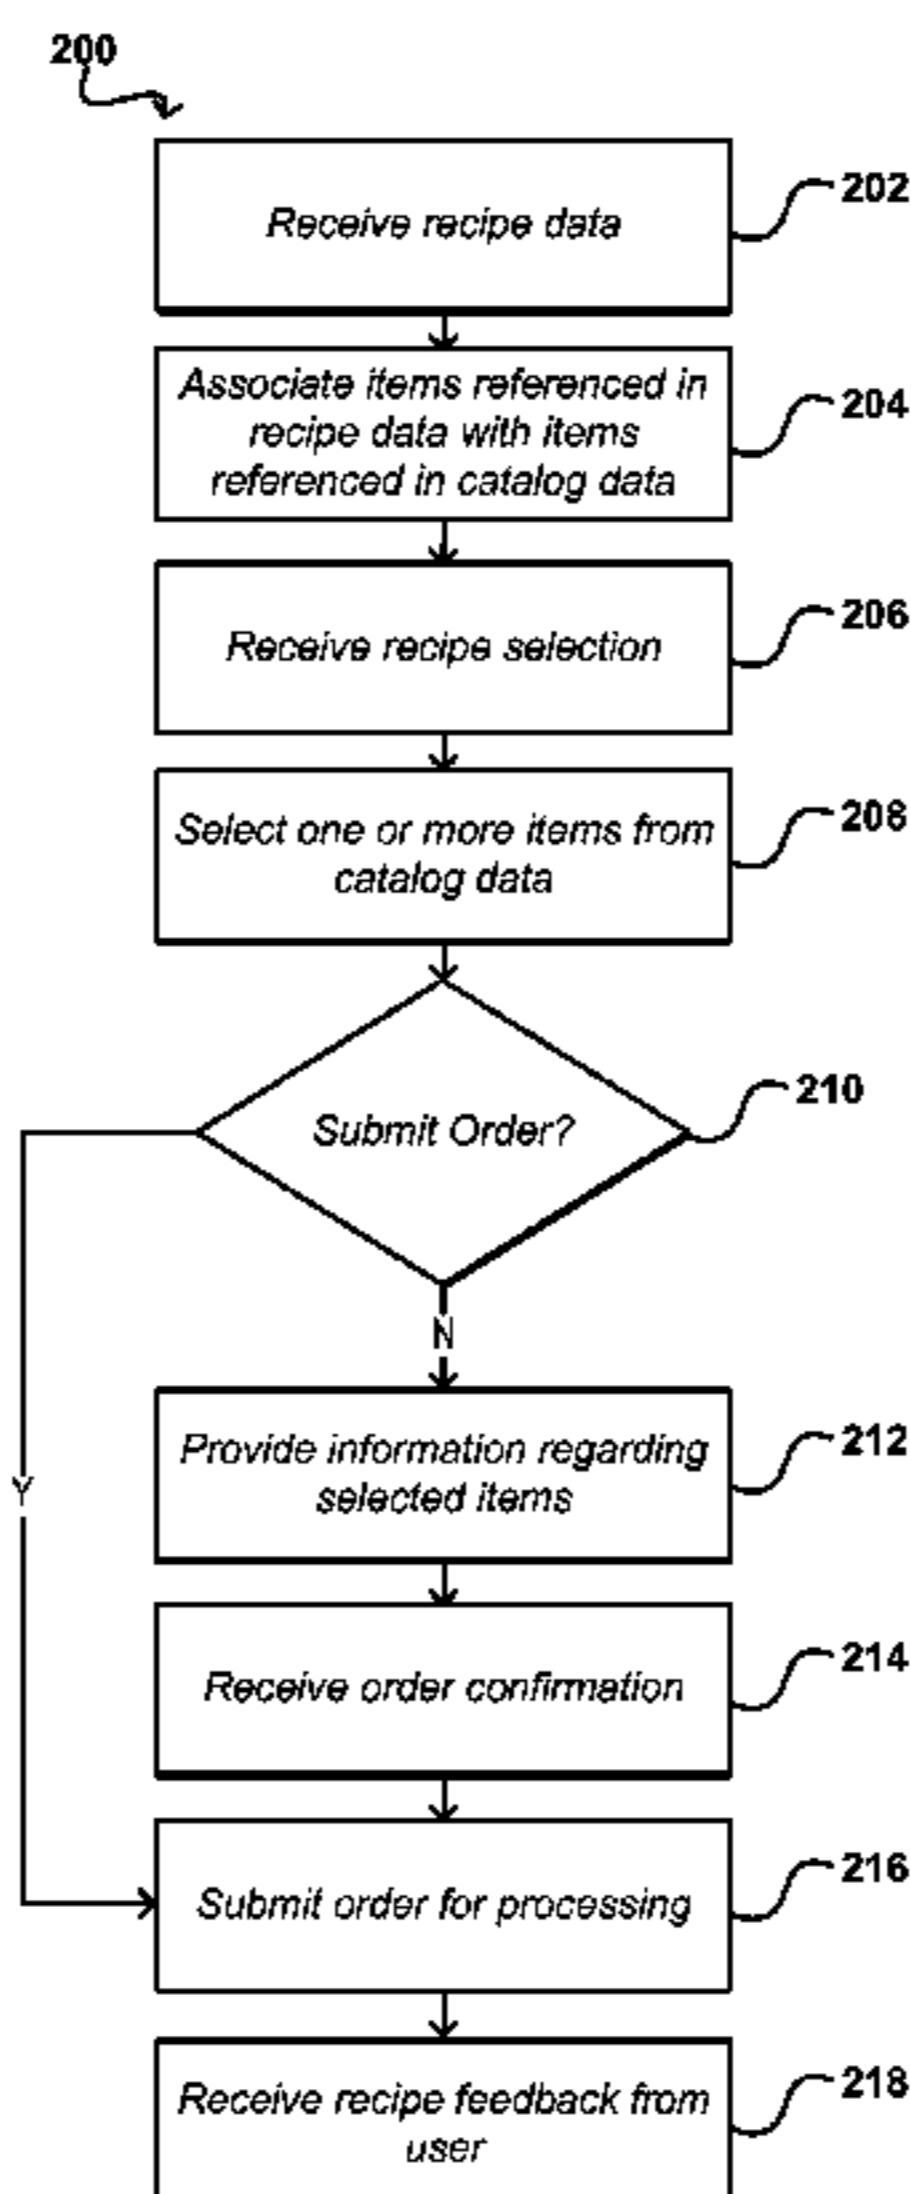 200
Receive recipe data
202
Associate items referenced in
recipe data with items
referenced in catalog data
204
Receive recipe selection
206
Select one or more items from
catalog data
208
Submit Order?
210
N
Provide information regarding
selected items
212
Y
Receive order confirmation
214
Submit order for processing
216
Receive recipe feedback from
user
218